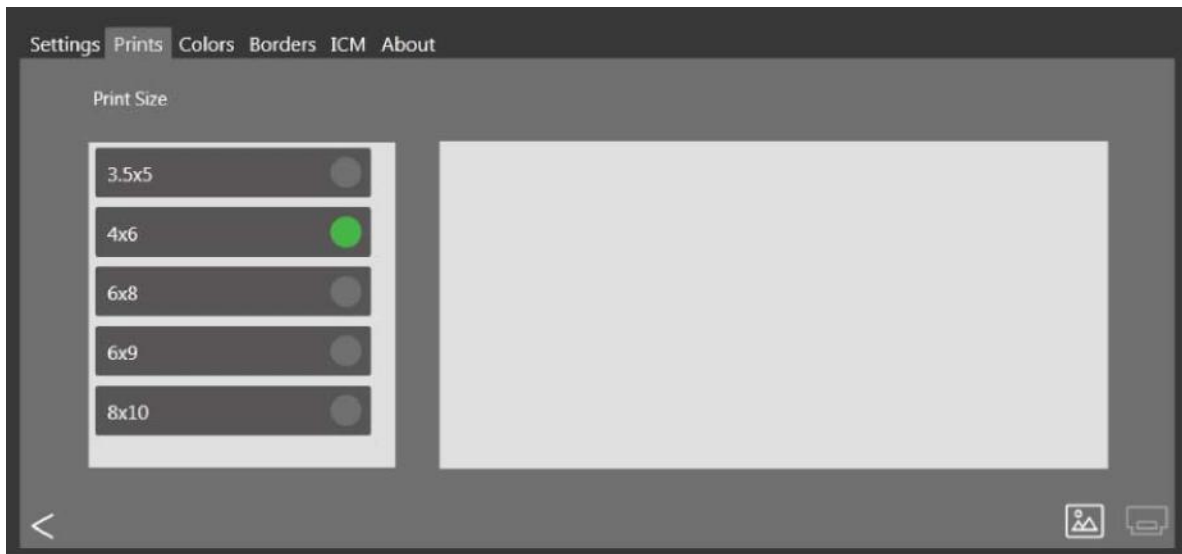 Settings Prints Colors Borders ICM About
Print Size
3.5x5
4x6
6x8
6x9
8x10